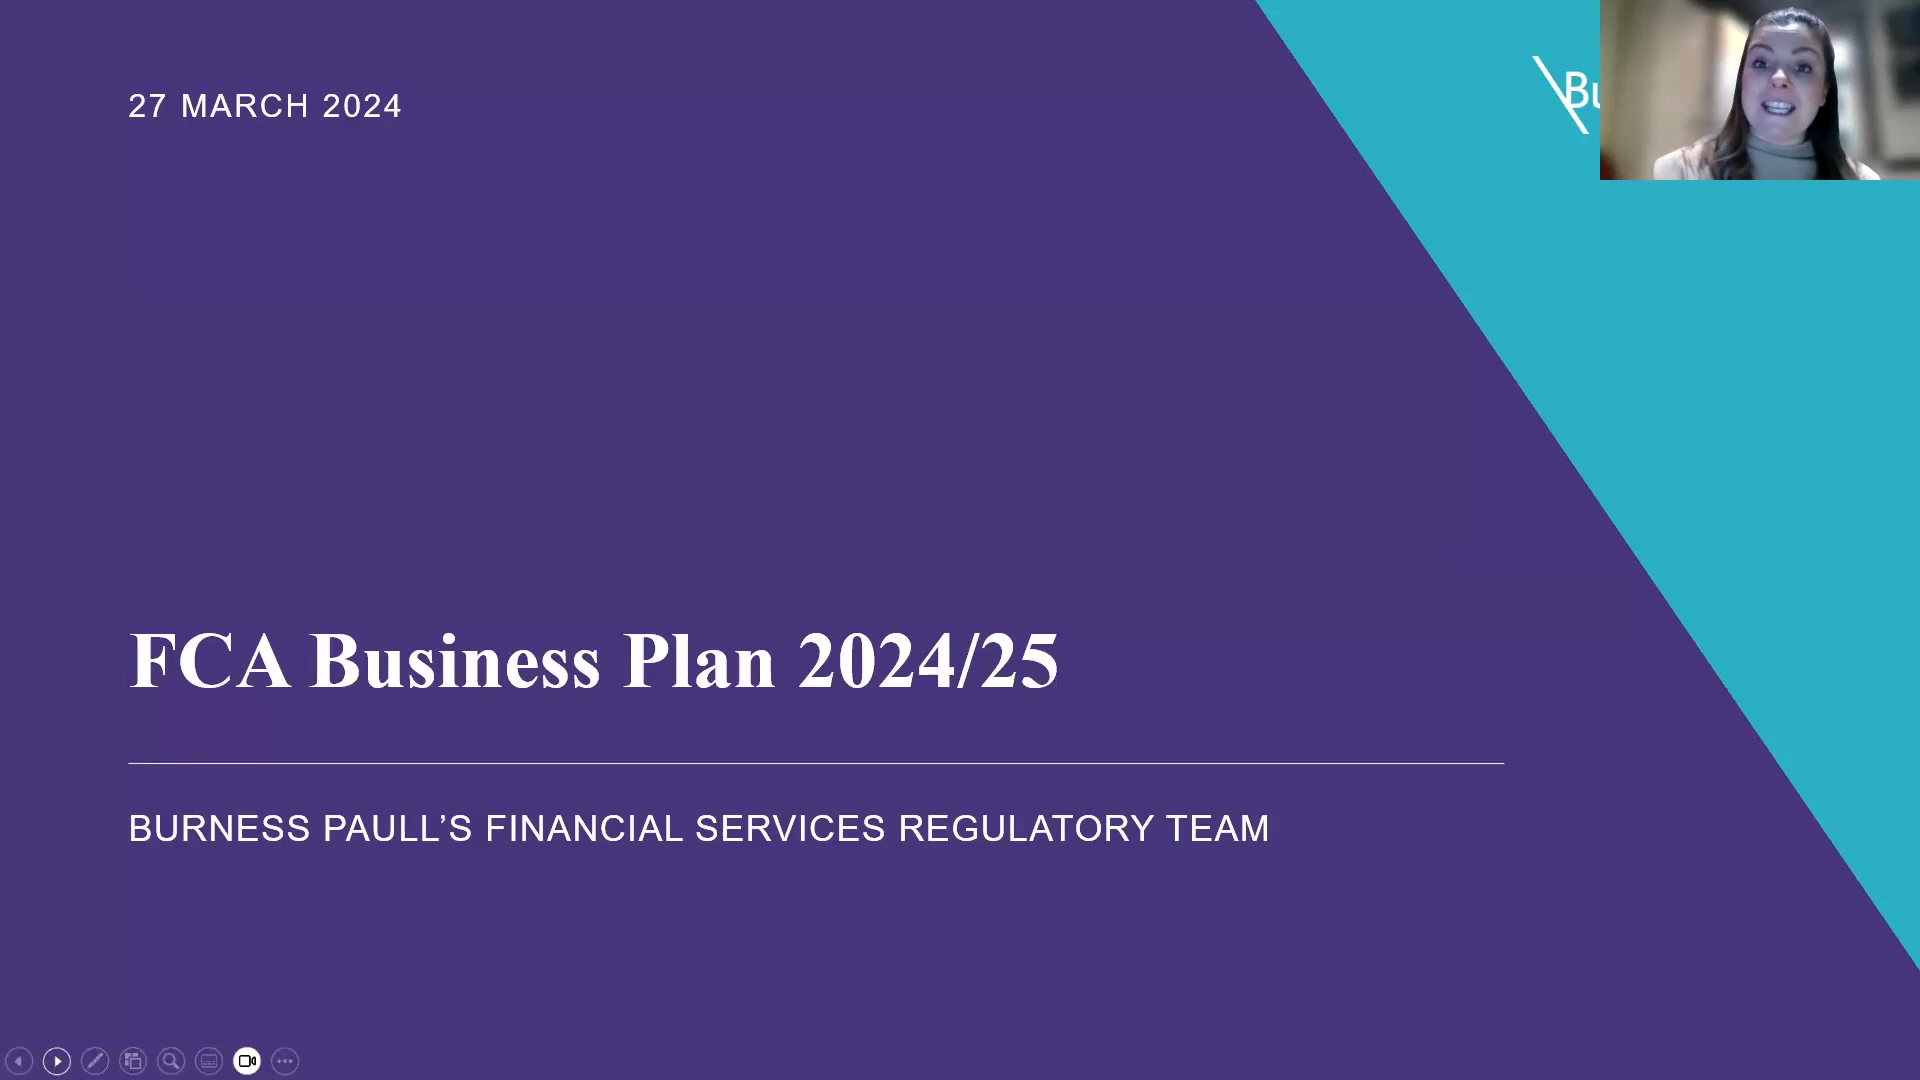 27 MARCH 2024
FCA Business Plan 2024/25
BURNESS PAULL’S FINANCIAL SERVICES REGULATORY TEAM